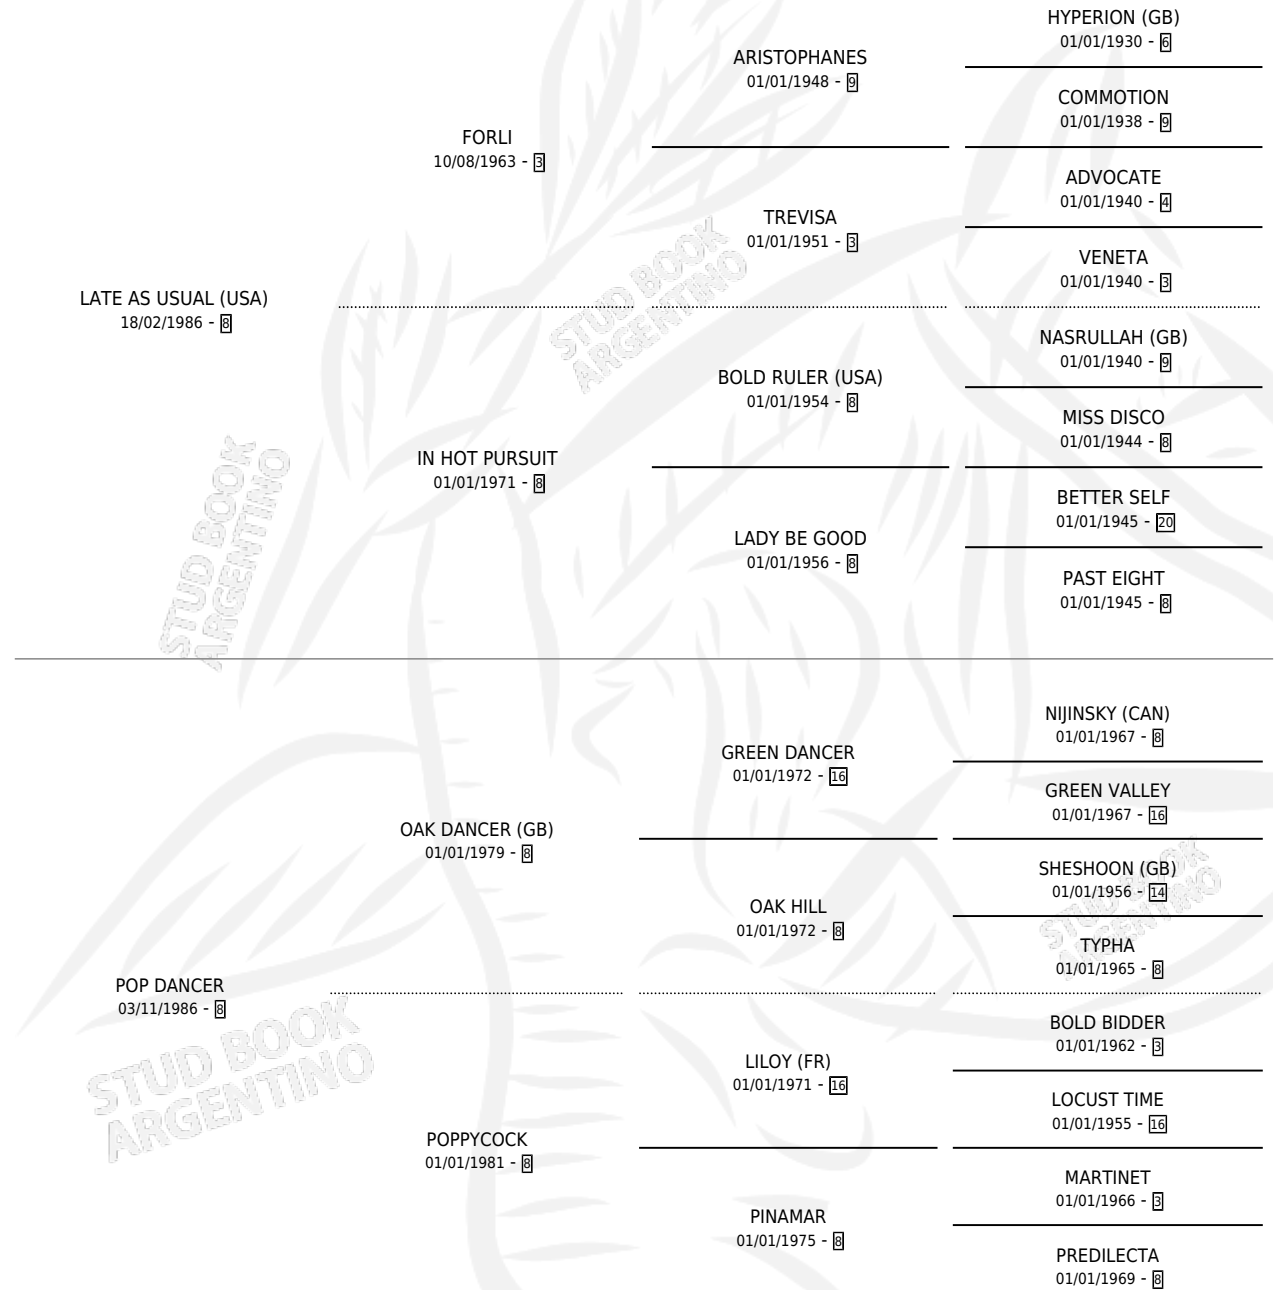 HYPERION (GB)
01/01/1930 - 6
ARISTOPHANES
01/01/1948 - 9
COMMOTION
01/01/1938 - 9
FORLI
10/08/1963 - 3
ADVOCATE
01/01/1940 - 4
TREVISA
01/01/1951 - 3
VENETA
01/01/1940 - 3
LATE AS USUAL (USA)
18/02/1986 - 8
NASRULLAH (GB)
01/01/1940 - 9
BOLD RULER (USA)
01/01/1954 - 8
MISS DISCO
01/01/1944 - 8
IN HOT PURSUIT
01/01/1971 - 8
BETTER SELF
01/01/1945 - 20
LADY BE GOOD
01/01/1956 - 8
PAST EIGHT
01/01/1945 - 8
NIJINSKY (CAN)
01/01/1967 - 8
GREEN DANCER
01/01/1972 - 16
GREEN VALLEY
01/01/1967 - 16
OAK DANCER (GB)
01/01/1979 - 8
SHESHOON (GB)
01/01/1956 - 14
OAK HILL
01/01/1972 - 8
TYPHA
01/01/1965 - 8
POP DANCER
03/11/1986 - 8
BOLD BIDDER
01/01/1962 - 3
LILOY (FR)
01/01/1971 - 16
LOCUST TIME
01/01/1955 - 16
POPPYCOCK
01/01/1981 - 8
MARTINET
01/01/1966 - 3
PINAMAR
01/01/1975 - 8
PREDILECTA
01/01/1969 - 8
STUD BOOK
ARGENTINO
STUD BOOK
ARGENTINO
STUD BOOK
ARGENTINO
STUD BOOK
ARGENTINO